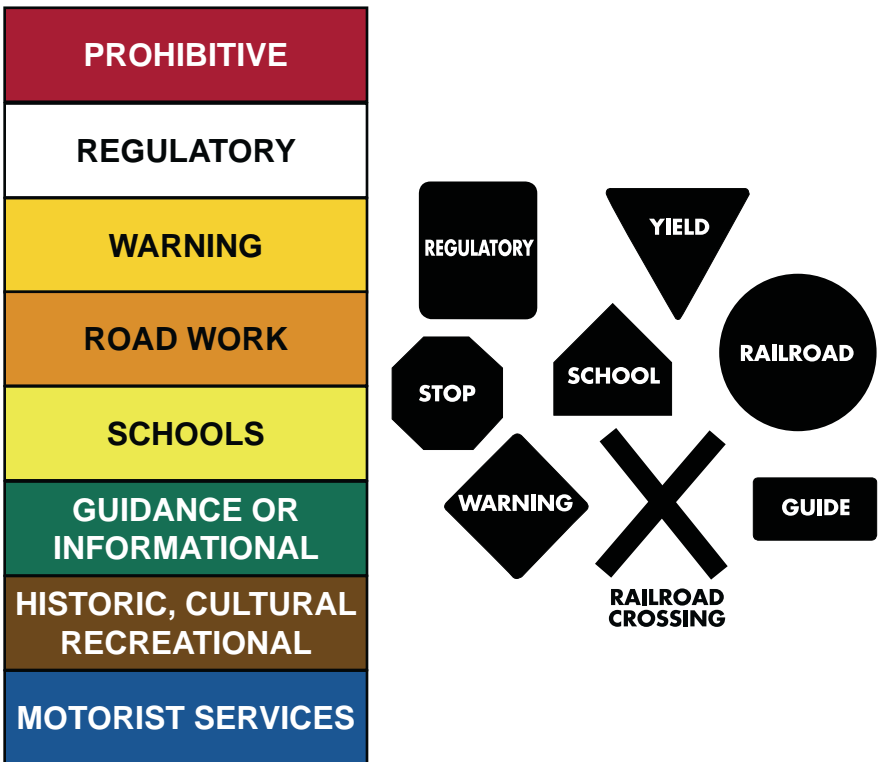 PROHIBITIVE
REGULATORY
WARNING
ROAD WORK
SCHOOLS
GUIDANCE OR
INFORMATIONAL
HISTORIC, CULTURAL
RECREATIONAL
MOTORIST SERVICES
REGULATORY
YIELD
RAILROAD
STOP
SCHOOL
WARNING
GUIDE
RAILROAD
CROSSING